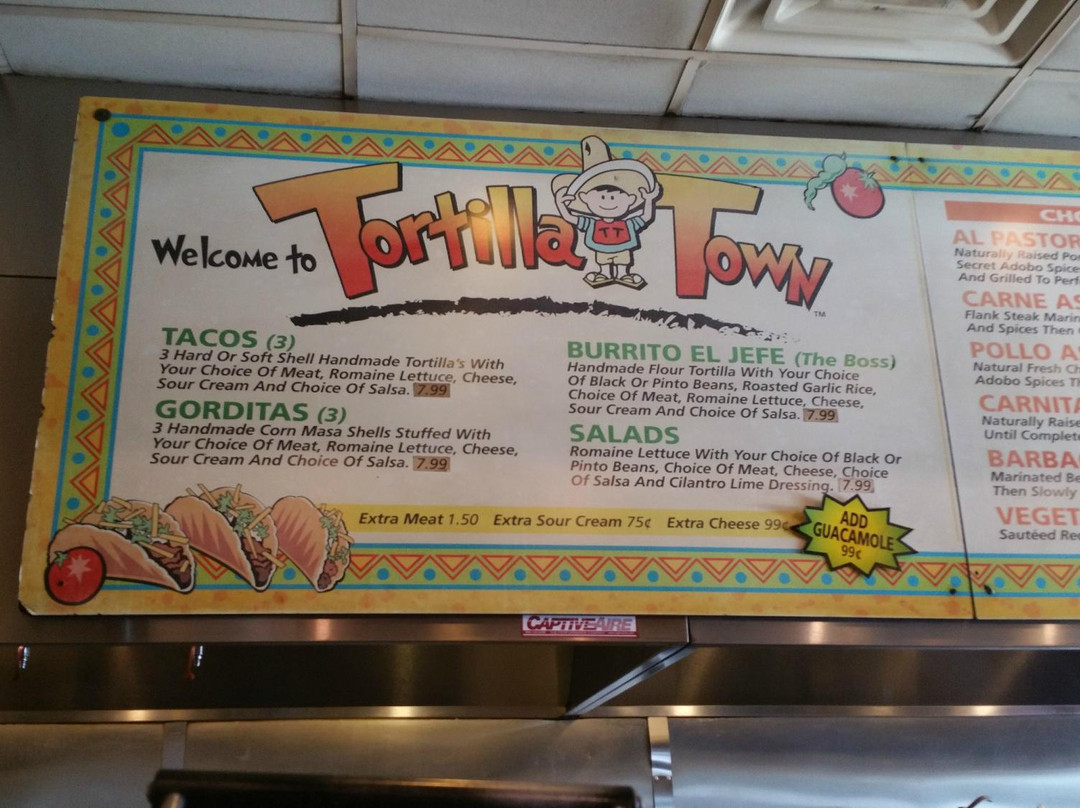 Welcome to Tortilla Town
TM
TT
TACOS (3)
3 Hard Or Soft Shell Handmade Tortilla's With
Your Choice Of Meat, Romaine Lettuce, Cheese,
Sour Cream And Choice Of Salsa. 7.99
GORDITAS (3)
3 Handmade Corn Masa Shells Stuffed With
Your Choice Of Meat, Romaine Lettuce, Cheese,
Sour Cream And Choice Of Salsa. 7.99
BURRITO EL JEFE (The Boss)
Handmade Flour Tortilla With Your Choice
Of Black Or Pinto Beans, Roasted Garlic Rice,
Choice Of Meat, Romaine Lettuce, Cheese,
Sour Cream And Choice Of Salsa. 7.99
SALADS
Romaine Lettuce With Your Choice Of Black Or
Pinto Beans, Choice Of Meat, Cheese, Choice
Of Salsa And Cilantro Lime Dressing. 7.99
Extra Meat 1.50 Extra Sour Cream 75¢ Extra Cheese 99¢
ADD
GUACAMOLE
99¢
AL PASTOR
Naturally Raised
Secret Adobo Spice
And Grilled To
CARNE
Flank Steak
And Spices Then
POLLO
Natural Fresh
Adobo Spices
Naturally
Until
Marinated
Then Slowly
Sautéed
CAPTIVEAIRE